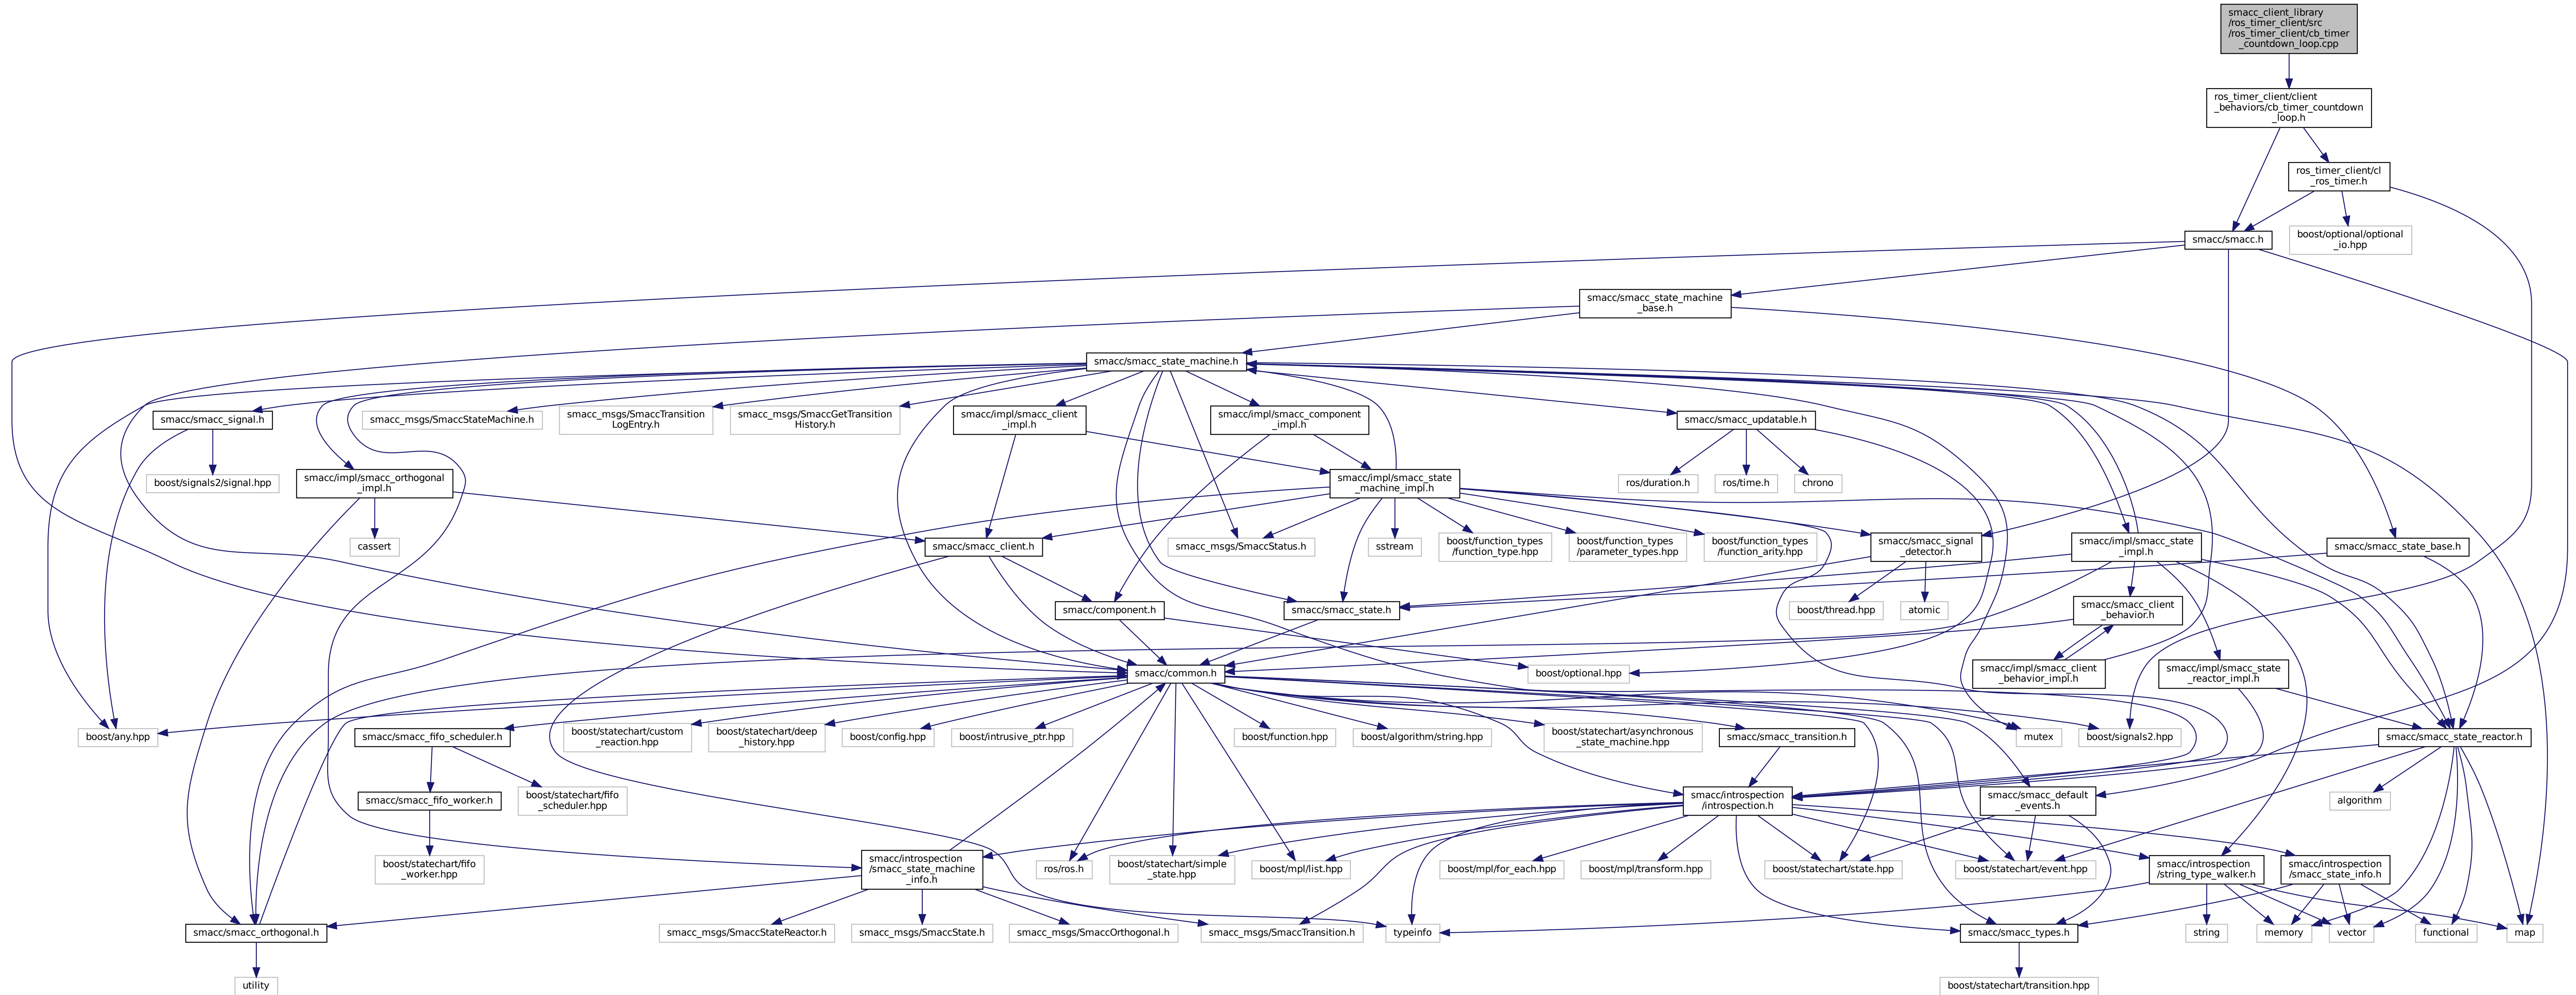 smacc_client_library
/ros_timer_client/src
/ros_timer_client/cb_timer
_countdown_loop.cpp
ros_timer_client/client
_behaviors/cb_timer_countdown
_loop.h
ros_timer_client/cl
_ros_timer.h
smacc/smacc.h
boost/optional/optional
_io.hpp
smacc/smacc_state_machine
_base.h
smacc/smacc_state_machine.h
smacc/smacc_signal.h
smacc_msgs/SmaccStateMachine.h
smacc_msgs/SmaccTransition
LogEntry.h
smacc_msgs/SmaccGetTransition
History.h
smacc/impl/smacc_client
_impl.h
smacc/impl/smacc_component
_impl.h
smacc/smacc_updatable.h
boost/signals2/signal.hpp
smacc/impl/smacc_orthogonal
_impl.h
smacc/impl/smacc_state
_machine_impl.h
ros/duration.h
ros/time.h
chrono
cassert
smacc/smacc_client.h
smacc_msgs/SmaccStatus.h
sstream
boost/function_types
/function_type.hpp
boost/function_types
/parameter_types.hpp
boost/function_types
/function_arity.hpp
smacc/smacc_signal
_detector.h
smacc/impl/smacc_state
_impl.h
smacc/smacc_state_base.h
smacc/component.h
smacc/smacc_state.h
boost/thread.hpp
atomic
smacc/smacc_client
_behavior.h
smacc/common.h
boost/optional.hpp
smacc/impl/smacc_client
_behavior_impl.h
smacc/impl/smacc_state
_reactor_impl.h
boost/any.hpp
smacc/smacc_fifo_scheduler.h
boost/statechart/custom
_reaction.hpp
boost/statechart/deep
_history.hpp
boost/config.hpp
boost/intrusive_ptr.hpp
boost/function.hpp
boost/algorithm/string.hpp
boost/statechart/asynchronous
_state_machine.hpp
smacc/smacc_transition.h
mutex
boost/signals2.hpp
smacc/smacc_state_reactor.h
smacc/smacc_fifo_worker.h
boost/statechart/fifo
_scheduler.hpp
smacc/introspection
/introspection.h
smacc/smacc_default
_events.h
algorithm
boost/statechart/fifo
_worker.hpp
smacc/introspection
/smacc_state_machine
_info.h
ros/ros.h
boost/statechart/simple
_state.hpp
boost/mpl/list.hpp
boost/mpl/for_each.hpp
boost/mpl/transform.hpp
boost/statechart/state.hpp
boost/statechart/event.hpp
smacc/introspection
/string_type_walker.h
smacc/introspection
/smacc_state_info.h
smacc/smacc_orthogonal.h
smacc_msgs/SmaccStateReactor.h
smacc_msgs/SmaccState.h
smacc_msgs/SmaccOrthogonal.h
smacc_msgs/SmaccTransition.h
typeinfo
smacc/smacc_types.h
string
memory
vector
functional
map
utility
boost/statechart/transition.hpp